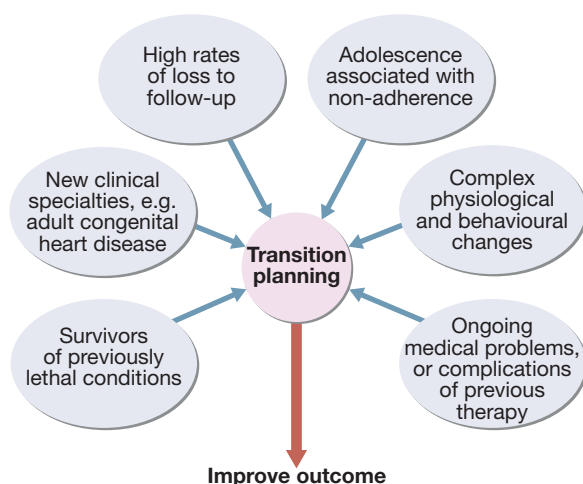 High rates
of loss to
follow-up
Adolescence
associated with
non-adherence
New clinical
specialties, e.g.
adult congenital
heart disease
Complex
physiological
and behavioural
changes
Transition
planning
Survivors
of previously
lethal conditions
Ongoing
medical problems,
or complications
of previous
therapy
Improve outcome